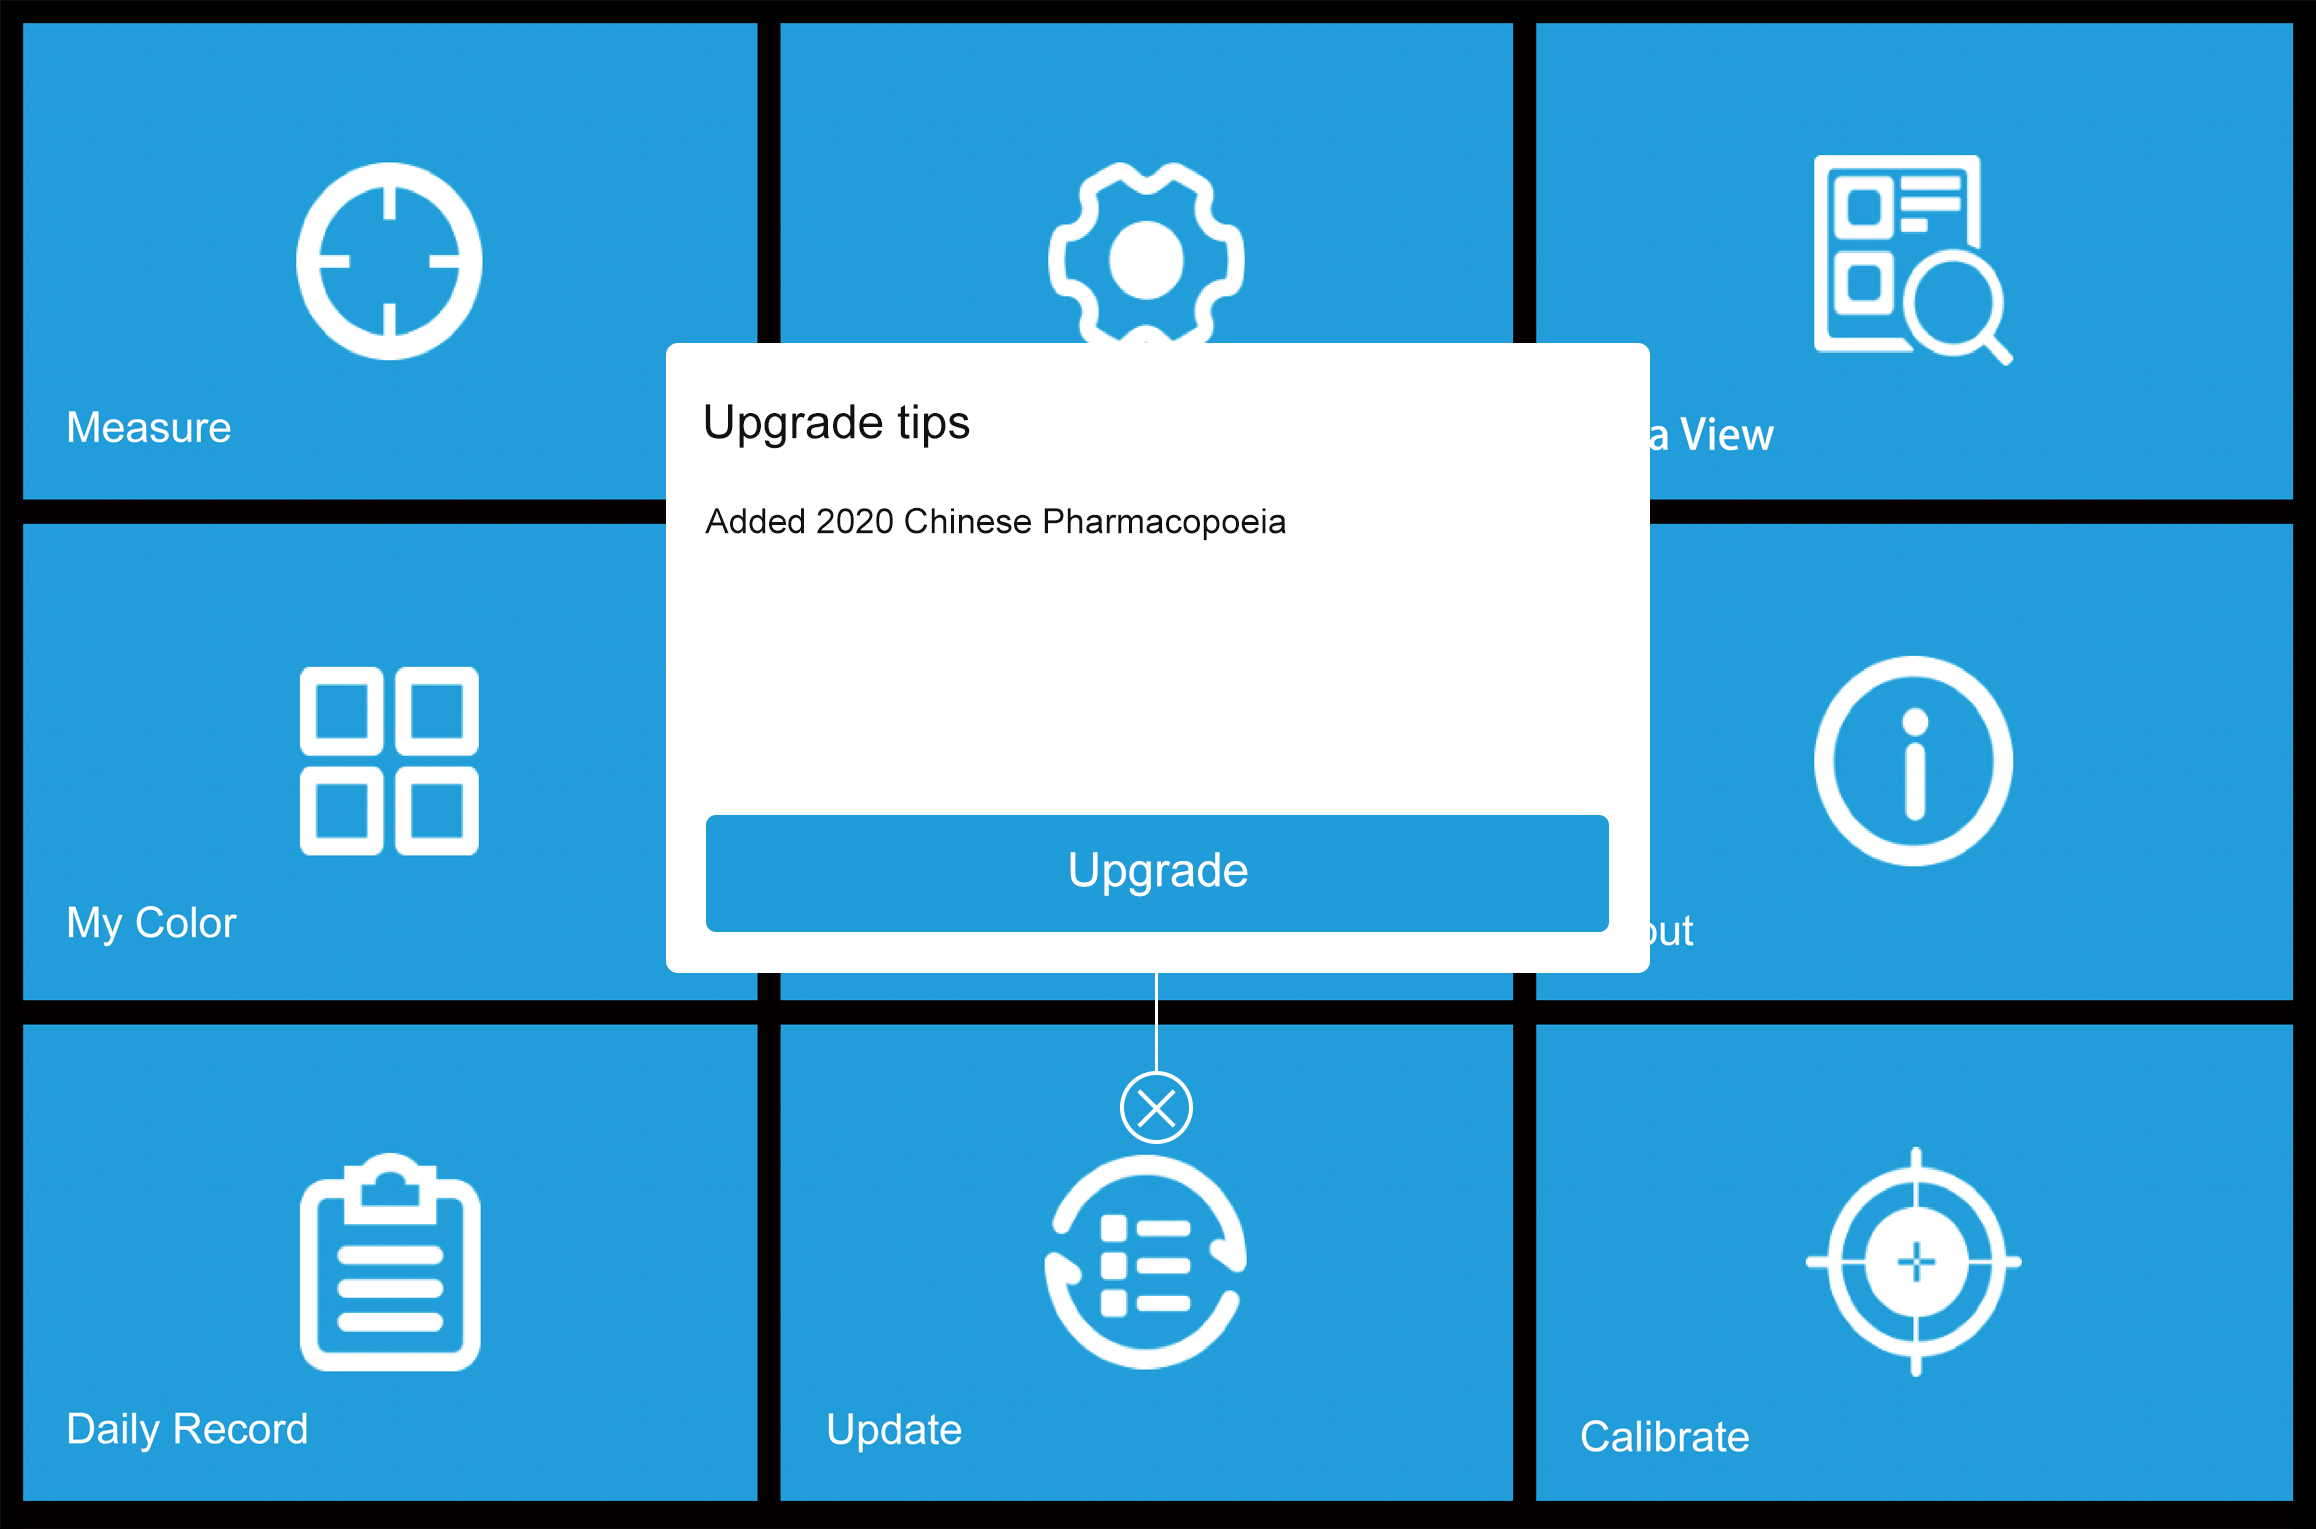 Measure
a View
Upgrade tips
Added 2020 Chinese Pharmacopoeia
Upgrade
My Color
out
Daily Record
Update
Calibrate